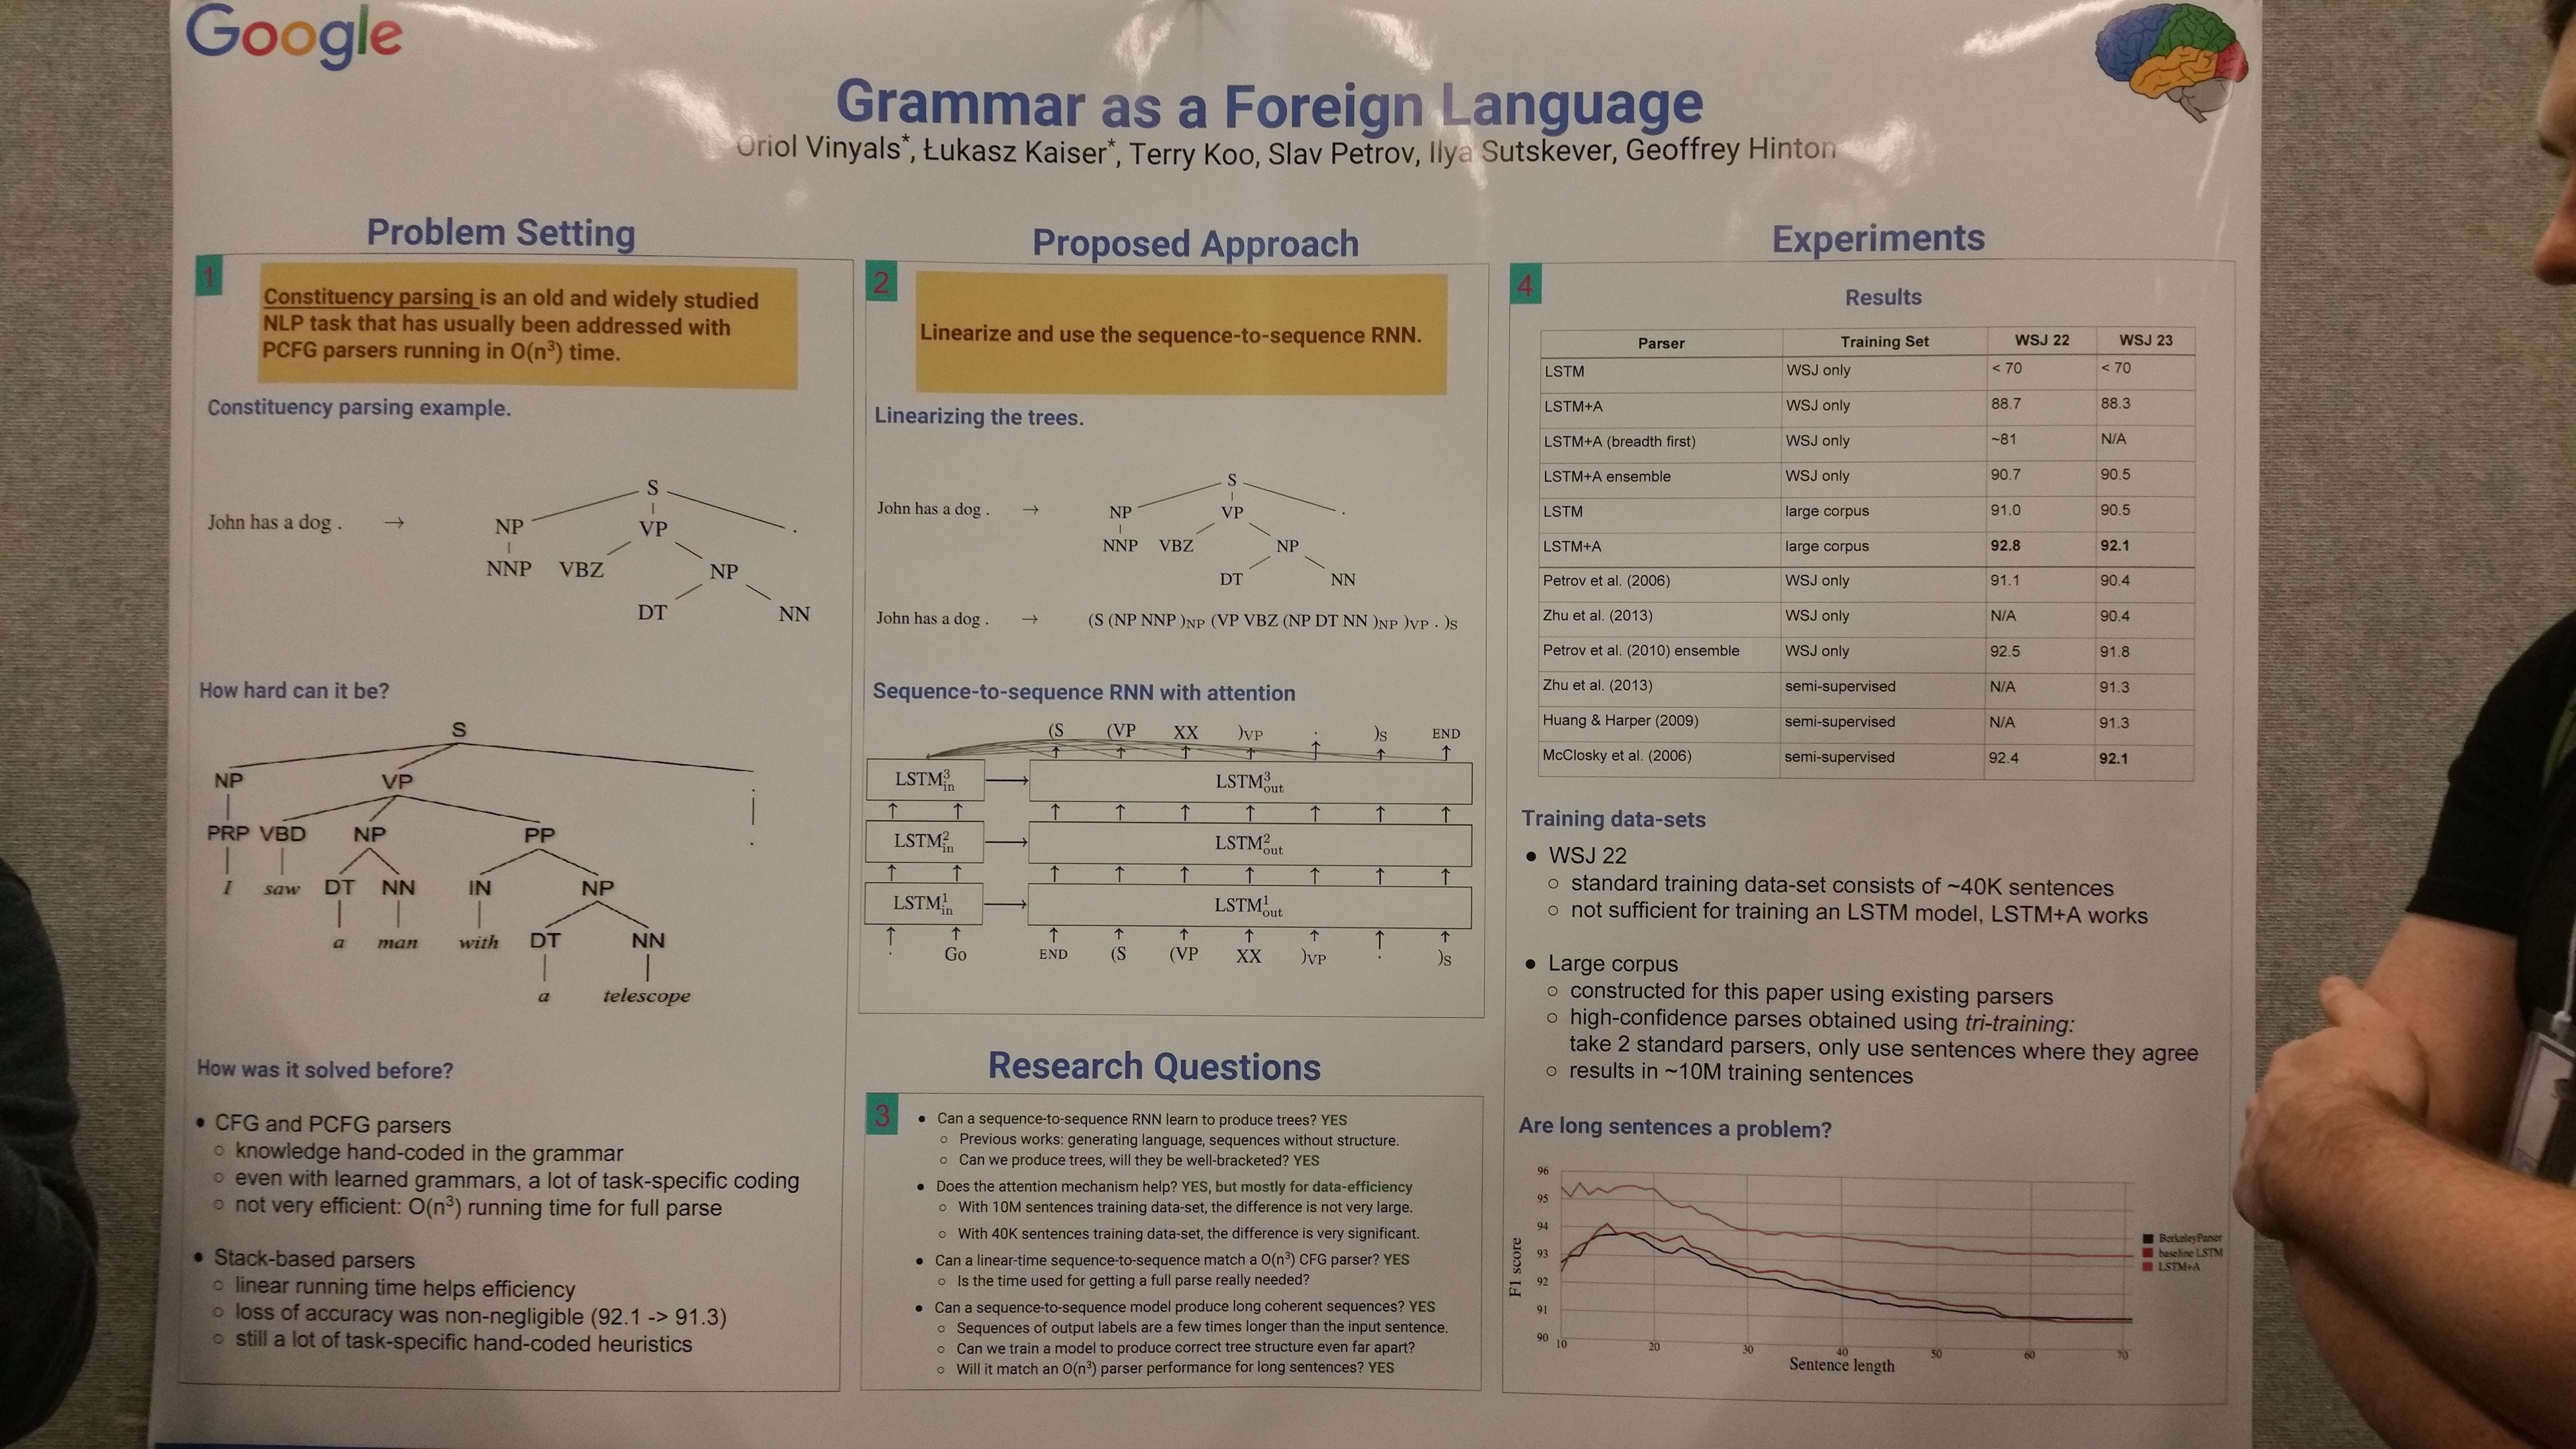 Google
Grammar as a Foreign Language
Oriol Vinyals*, Łukasz Kaiser*, Terry Koo, Slav Petrov, Ilya Sutskever, Geoffrey Hinton
Problem Setting
1
Constituency parsing is an old and widely studied
NLP task that has usually been addressed with
PCFG parsers running in O(n³) time.
Constituency parsing example.
John has a dog . →
S
NP VP .
NNP VBZ NP
DT NN
How hard can it be?
S
NP VP .
PRP VBD NP PP
I saw DT NN IN NP
a man with DT NN
a telescope
How was it solved before?
● CFG and PCFG parsers
○ knowledge hand-coded in the grammar
○ even with learned grammars, a lot of task-specific coding
○ not very efficient: O(n³) running time for full parse
● Stack-based parsers
○ linear running time helps efficiency
○ loss of accuracy was non-negligible (92.1 -> 91.3)
○ still a lot of task-specific hand-coded heuristics
Proposed Approach
2
Linearize and use the sequence-to-sequence RNN.
Linearizing the trees.
John has a dog . →
S
NP VP .
NNP VBZ NP
DT NN
John has a dog . → (S (NP NNP )NP (VP VBZ (NP DT NN )NP )VP . )S
Sequence-to-sequence RNN with attention
(S (VP XX )VP . )S END
LSTM³in LSTM³out
LSTM²in LSTM²out
LSTM¹in LSTM¹out
. Go END (S (VP XX )VP . )S
Research Questions
3
● Can a sequence-to-sequence RNN learn to produce trees? YES
○ Previous works: generating language, sequences without structure.
○ Can we produce trees, will they be well-bracketed? YES
● Does the attention mechanism help? YES, but mostly for data-efficiency
○ With 10M sentences training data-set, the difference is not very large.
○ With 40K sentences training data-set, the difference is very significant.
● Can a linear-time sequence-to-sequence match a O(n³) CFG parser? YES
○ Is the time used for getting a full parse really needed?
● Can a sequence-to-sequence model produce long coherent sequences? YES
○ Sequences of output labels are a few times longer than the input sentence.
○ Can we train a model to produce correct tree structure even far apart?
○ Will it match an O(n³) parser performance for long sentences? YES
Experiments
4
Results
Parser Training Set WSJ 22 WSJ 23
LSTM WSJ only < 70 < 70
LSTM+A WSJ only 88.7 88.3
LSTM+A (breadth first) WSJ only ~81 N/A
LSTM+A ensemble WSJ only 90.7 90.5
LSTM large corpus 91.0 90.5
LSTM+A large corpus 92.8 92.1
Petrov et al. (2006) WSJ only 91.1 90.4
Zhu et al. (2013) WSJ only N/A 90.4
Petrov et al. (2010) ensemble WSJ only 92.5 91.8
Zhu et al. (2013) semi-supervised N/A 91.3
Huang & Harper (2009) semi-supervised N/A 91.3
McClosky et al. (2006) semi-supervised 92.4 92.1
Training data-sets
● WSJ 22
○ standard training data-set consists of ~40K sentences
○ not sufficient for training an LSTM model, LSTM+A works
● Large corpus
○ constructed for this paper using existing parsers
○ high-confidence parses obtained using tri-training:
take 2 standard parsers, only use sentences where they agree
○ results in ~10M training sentences
Are long sentences a problem?
96
95
94
93
92
91
90
F1 score
10 20 30 40 50 60 70
Sentence length
BerkeleyParser
baseline LSTM
LSTM+A